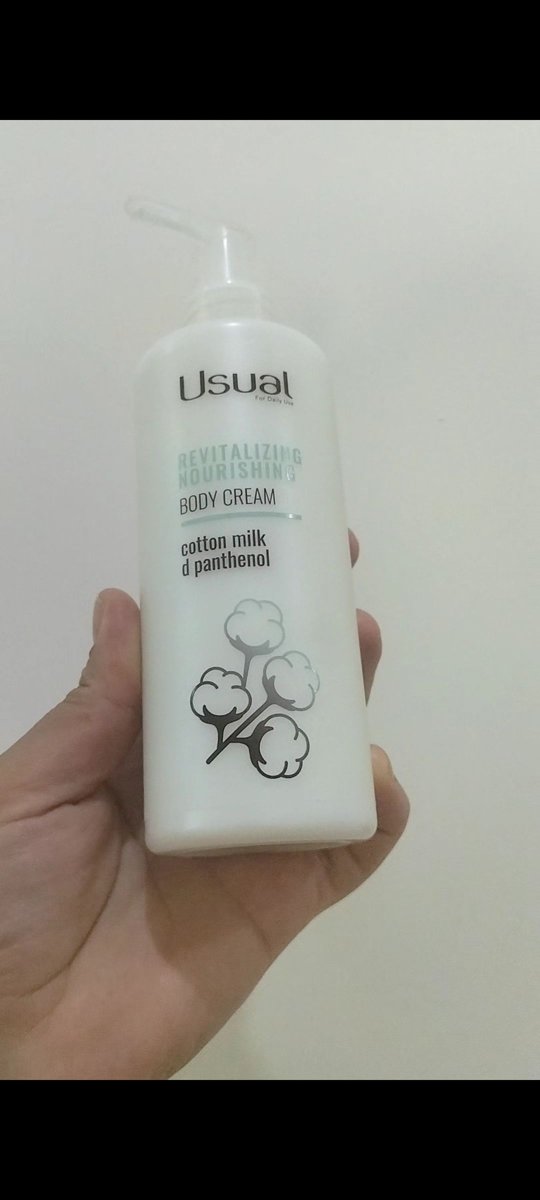 Usual
For Daily Use
REVITALIZING
NOURISHING
BODY CREAM
cotton milk
d panthenol